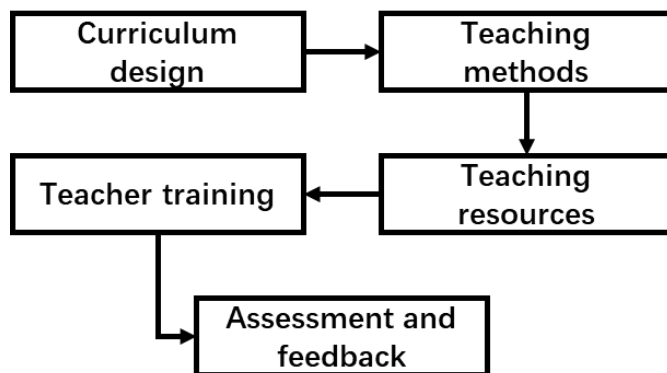 Curriculum
design
Teaching
methods
Teaching
resources
Teacher training
Assessment and
feedback